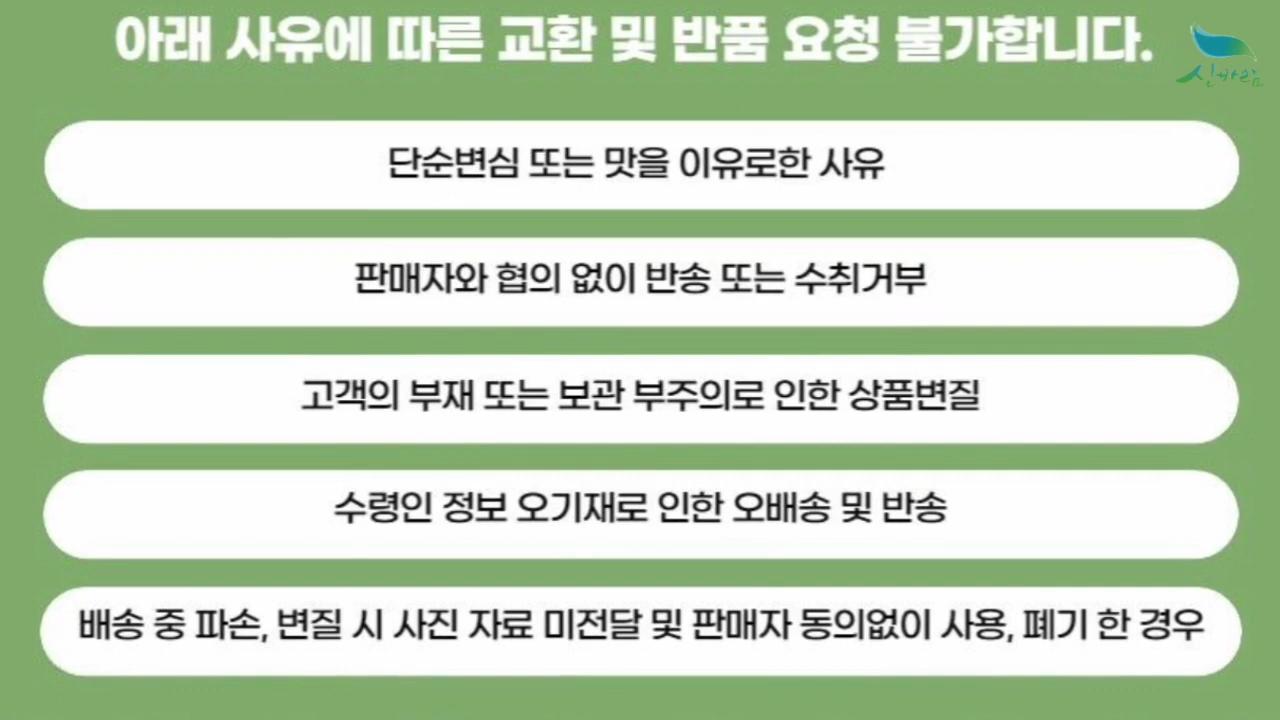 아래 사유에 따른 교환 및 반품 요청 불가합니다.
신바람
단순변심 또는 맛을 이유로한 사유
판매자와 협의 없이 반송 또는 수취거부
고객의 부재 또는 보관 부주의로 인한 상품변질
수령인 정보 오기재로 인한 오배송 및 반송
배송 중 파손, 변질 시 사진 자료 미전달 및 판매자 동의없이 사용, 폐기 한 경우